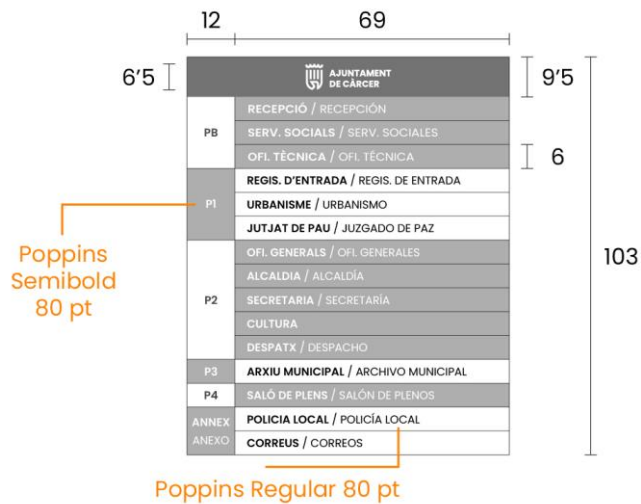 12 69
6'5
AJUNTAMENT
DE CÀRCER
9'5
PB
RECEPCIÓ / RECEPCIÓN
SERV. SOCIALS / SERV. SOCIALES
OFI. TÈCNICA / OFI. TÉCNICA
6
P1
REGIS. D'ENTRADA / REGIS. DE ENTRADA
URBANISME / URBANISMO
JUTJAT DE PAU / JUZGADO DE PAZ
Poppins
Semibold
80 pt
103
P2
OFI. GENERALS / OFI. GENERALES
ALCALDIA / ALCALDÍA
SECRETARIA / SECRETARÍA
CULTURA
DESPATX / DESPACHO
P3 ARXIU MUNICIPAL / ARCHIVO MUNICIPAL
P4 SALÓ DE PLENS / SALÓN DE PLENOS
ANNEX
ANEXO
POLICIA LOCAL / POLICÍA LOCAL
CORREUS / CORREOS
Poppins Regular 80 pt